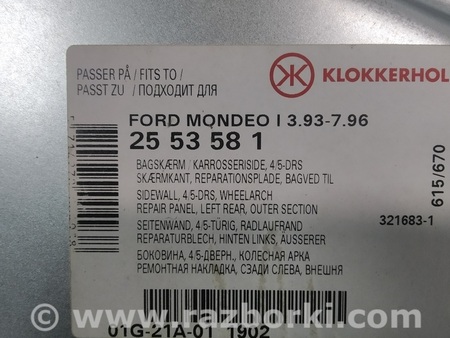 PASSER PÅ / FITS TO /
PASST ZU / ПОДХОДИТ ДЛЯ
KLOKKERHOL
FORD MONDEO I 3.93-7.96
25 53 58 1
BAGSKÆRM / KARROSSERISIDE, 4/5-DRS
SKÆRMKANT, REPARATIONSPLADE, BAGVED TIL
SIDEWALL, 4/5-DRS, WHEELARCH
REPAIR PANEL, LEFT REAR, OUTER SECTION
SEITENWAND, 4/5-TÜRIG, RADLAUFRAND
REPARATURBLECH, HINTEN LINKS, ÄUSSERER
БОКОВИНА, 4/5-ДВЕРН., КОЛЕСНАЯ АРКА
РЕМОНТНАЯ НАКЛАДКА, СЗАДИ СЛЕВА, ВНЕШНЯ
321683-1
615/670
01G-21A-01 1902
© www.razborki.com